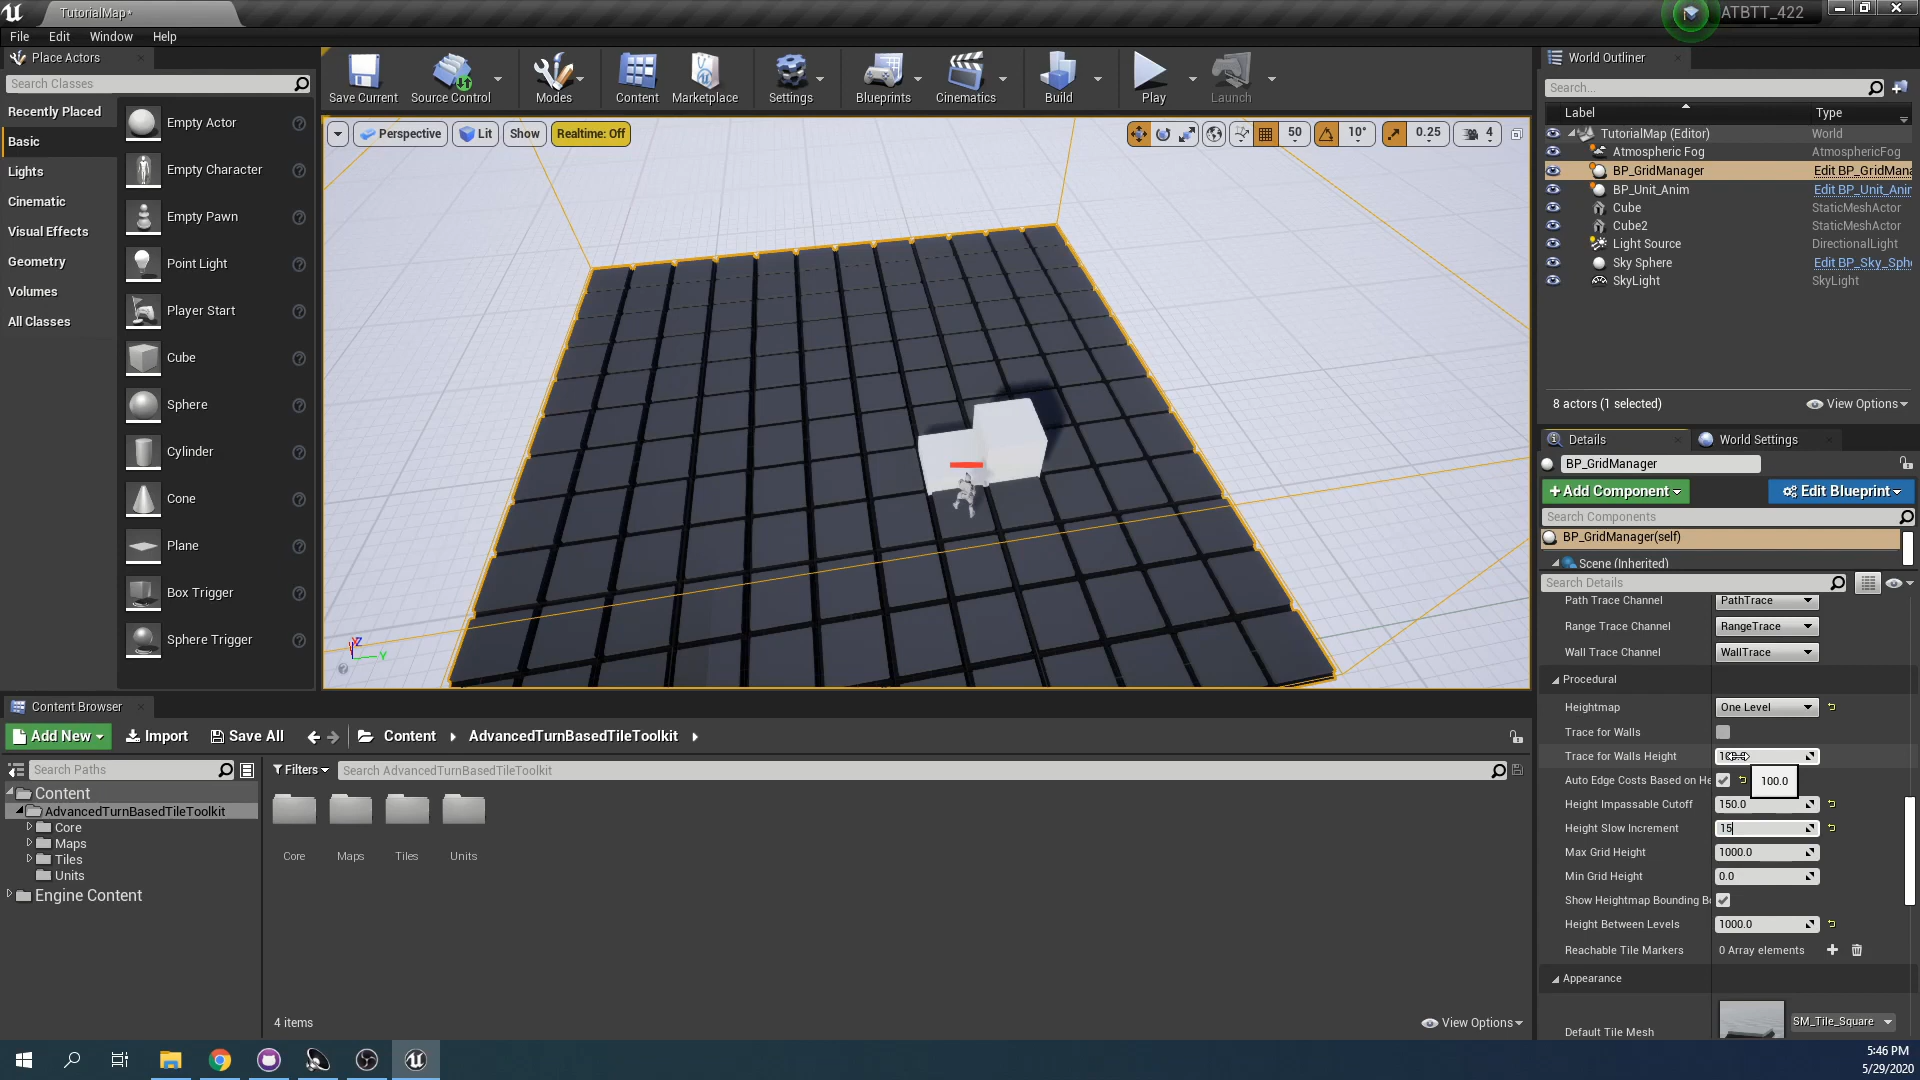 TutorialMap*
ATBTT_422
File
Edit
Window
Help
Place Actors
Search Classes
Recently Placed
Basic
Lights
Cinematic
Visual Effects
Geometry
Volumes
All Classes
Empty Actor
Empty Character
Empty Pawn
Point Light
Player Start
Cube
Sphere
Cylinder
Cone
Plane
Box Trigger
Sphere Trigger
Save Current
Source Control
Modes
Content
Marketplace
Settings
Blueprints
Cinematics
Build
Play
Launch
Perspective
Lit
Show
Realtime: Off
50
10°
0.25
4
Z
Y
World Outliner
Search...
Label
Type
TutorialMap (Editor)
World
Atmospheric Fog
AtmosphericFog
BP_GridManager
Edit BP_GridMana
BP_Unit_Anim
Edit BP_Unit_Anim
Cube
StaticMeshActor
Cube2
StaticMeshActor
Light Source
DirectionalLight
Sky Sphere
Edit BP_Sky_Sphe
SkyLight
SkyLight
8 actors (1 selected)
View Options
Details
World Settings
BP_GridManager
+Add Component
Edit Blueprint
Search Components
BP_GridManager(self)
Scene (Inherited)
Search Details
Path Trace Channel
PathTrace
Range Trace Channel
RangeTrace
Wall Trace Channel
WallTrace
Procedural
Heightmap
One Level
Trace for Walls
Trace for Walls Height
Auto Edge Costs Based on He
100.0
Height Impassable Cutoff
150.0
Height Slow Increment
15
Max Grid Height
1000.0
Min Grid Height
0.0
Show Heightmap Bounding B
Height Between Levels
1000.0
Reachable Tile Markers
0 Array elements
Appearance
Default Tile Mesh
SM_Tile_Square
Content Browser
Add New
Import
Save All
Content
AdvancedTurnBasedTileToolkit
Search Paths
Filters
Search AdvancedTurnBasedTileToolkit
Content
AdvancedTurnBasedTileToolkit
Core
Maps
Tiles
Units
Engine Content
Core
Maps
Tiles
Units
4 items
View Options
5:46 PM
5/29/2020